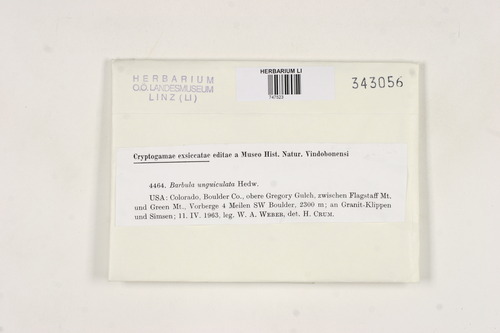 HERBARIUM
O.Ö. LANDESMUSEUM
LINZ (LI)
HERBARIUM LI
343056
Cryptogamae exsiccatae editae a Museo Hist. Natur. Vindobonensi
4464. Barbula unguiculata Hedw.
USA: Colorado, Boulder Co., obere Gregory Gulch, zwischen Flagstaff Mt.
und Green Mt., Vorberge 4 Meilen SW Boulder, 2300 m; an Granit-Klippen
und Simsen; 11. IV. 1963, leg. W. A. WEBER, det. H. CRUM.